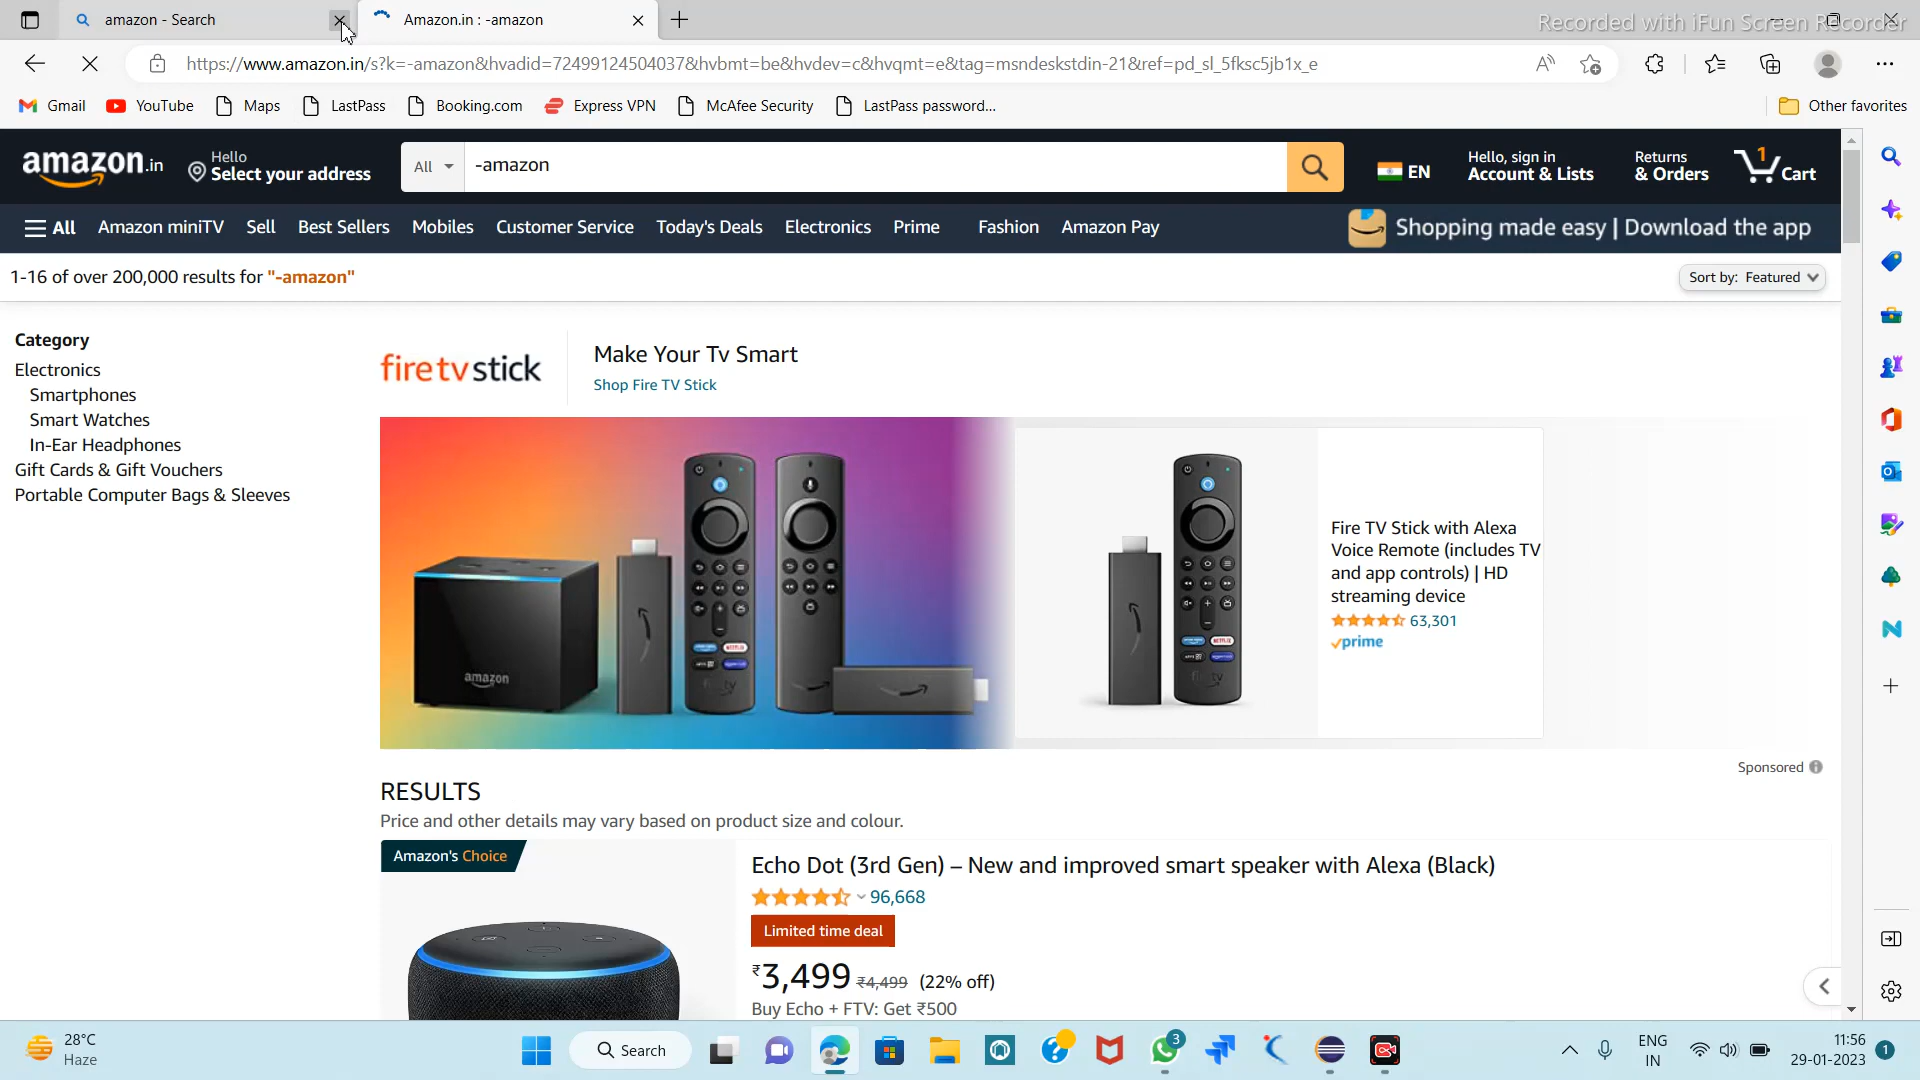 amazon - Search
Amazon.in : -amazon
Recorded with iFun Screen Recorder
https://www.amazon.in/s?k=-amazon&hvadid=72499124504037&hvbmt=be&hvdev=c&hvqmt=e&tag=msndeskstdin-21&ref=pd_sl_5fksc5jb1x_e
Gmail YouTube Maps LastPass Booking.com Express VPN McAfee Security LastPass password... Other favorites
amazon.in
Hello
Select your address
All
-amazon
EN
Hello, sign in
Account & Lists
Returns
& Orders
1
Cart
All Amazon miniTV Sell Best Sellers Mobiles Customer Service Today's Deals Electronics Prime Fashion Amazon Pay
Shopping made easy | Download the app
1-16 of over 200,000 results for "-amazon"
Sort by: Featured
Category
Electronics
Smartphones
Smart Watches
In-Ear Headphones
Gift Cards & Gift Vouchers
Portable Computer Bags & Sleeves
fire tv stick
Make Your Tv Smart
Shop Fire TV Stick
amazon
Fire TV Stick with Alexa
Voice Remote (includes TV
and app controls) | HD
streaming device
63,301
prime
Sponsored
RESULTS
Price and other details may vary based on product size and colour.
Amazon's Choice
Echo Dot (3rd Gen) – New and improved smart speaker with Alexa (Black)
96,668
Limited time deal
₹3,499 ₹4,499 (22% off)
Buy Echo + FTV: Get ₹500
28°C
Haze
Search
3
ENG
IN
11:56
29-01-2023
1